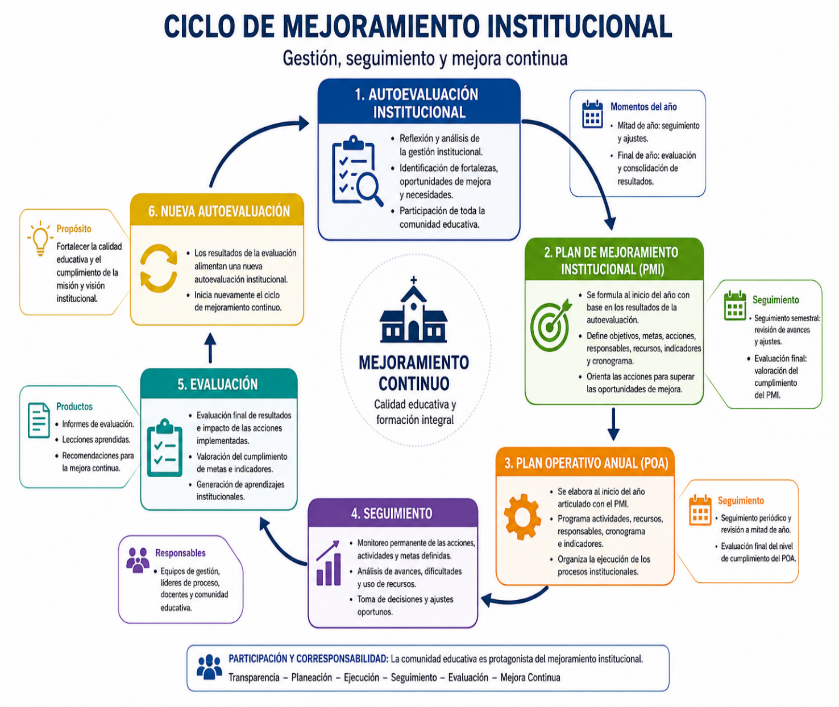 CICLO DE MEJORAMIENTO INSTITUCIONAL
Gestión, seguimiento y mejora continua
1. AUTOEVALUACIÓN
INSTITUCIONAL
• Reflexión y análisis de
la gestión institucional.
• Identificación de fortalezas,
oportunidades de mejora
y necesidades.
• Participación de toda la
comunidad educativa.
Momentos del año
• Mitad de año: seguimiento
y ajustes.
• Final de año: evaluación
y consolidación de
resultados.
2. PLAN DE MEJORAMIENTO
INSTITUCIONAL (PMI)
• Se formula al inicio del año con
base en los resultados de la
autoevaluación.
• Define objetivos, metas, acciones,
responsables, recursos, indicadores
y cronograma.
• Orienta las acciones para superar
las oportunidades de mejora.
Seguimiento
• Seguimiento semestral:
revisión de avances
y ajustes.
• Evaluación final:
valoración del
cumplimiento
del PMI.
3. PLAN OPERATIVO ANUAL (POA)
• Se elabora al inicio del año
articulado con el PMI.
• Programa actividades, recursos,
responsables, cronograma
e indicadores.
• Organiza la ejecución de los
procesos institucionales.
Seguimiento
• Seguimiento periódico y
revisión a mitad de año.
• Evaluación final del nivel
de cumplimiento del POA.
4. SEGUIMIENTO
• Monitoreo permanente de las acciones,
actividades y metas definidas.
• Análisis de avances, dificultades
y uso de recursos.
• Toma de decisiones y ajustes
oportunos.
Responsables
• Equipos de gestión,
líderes de proceso,
docentes y comunidad
educativa.
5. EVALUACIÓN
• Evaluación final de resultados
e impacto de las acciones
implementadas.
• Valoración del cumplimiento
de metas e indicadores.
• Generación de aprendizajes
institucionales.
Productos
• Informes de evaluación.
• Lecciones aprendidas.
• Recomendaciones para
la mejora continua.
6. NUEVA AUTOEVALUACIÓN
• Los resultados de la evaluación
alimentan una nueva
autoevaluación institucional.
• Inicia nuevamente el ciclo
de mejoramiento continuo.
Propósito
Fortalecer la calidad
educativa y el
cumplimiento de la
misión y visión
institucional.
MEJORAMIENTO
CONTINUO
Calidad educativa y
formación integral
PARTICIPACIÓN Y CORRESPONSABILIDAD: La comunidad educativa es protagonista del mejoramiento institucional.
Transparencia – Planeación – Ejecución – Seguimiento – Evaluación – Mejora Continua